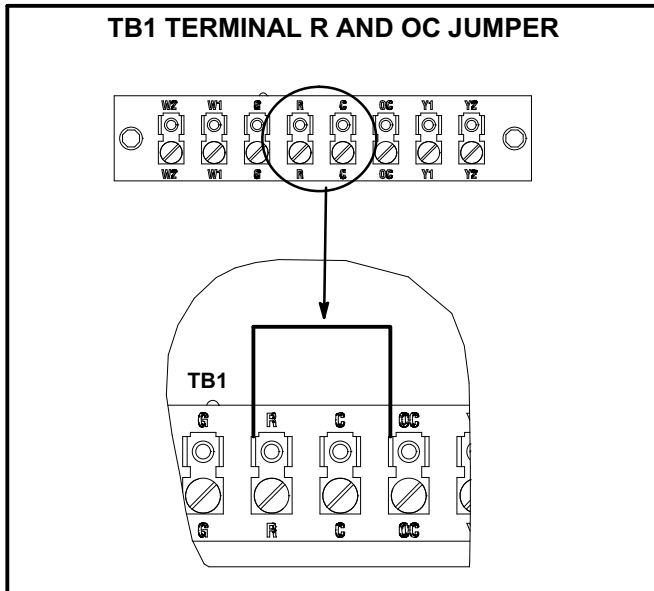 TB1 TERMINAL R AND OC JUMPER
W2 W1 G R C OC Y1 Y2
W2 W1 G R C OC Y1 Y2
TB1
G R C OC
G R C OC